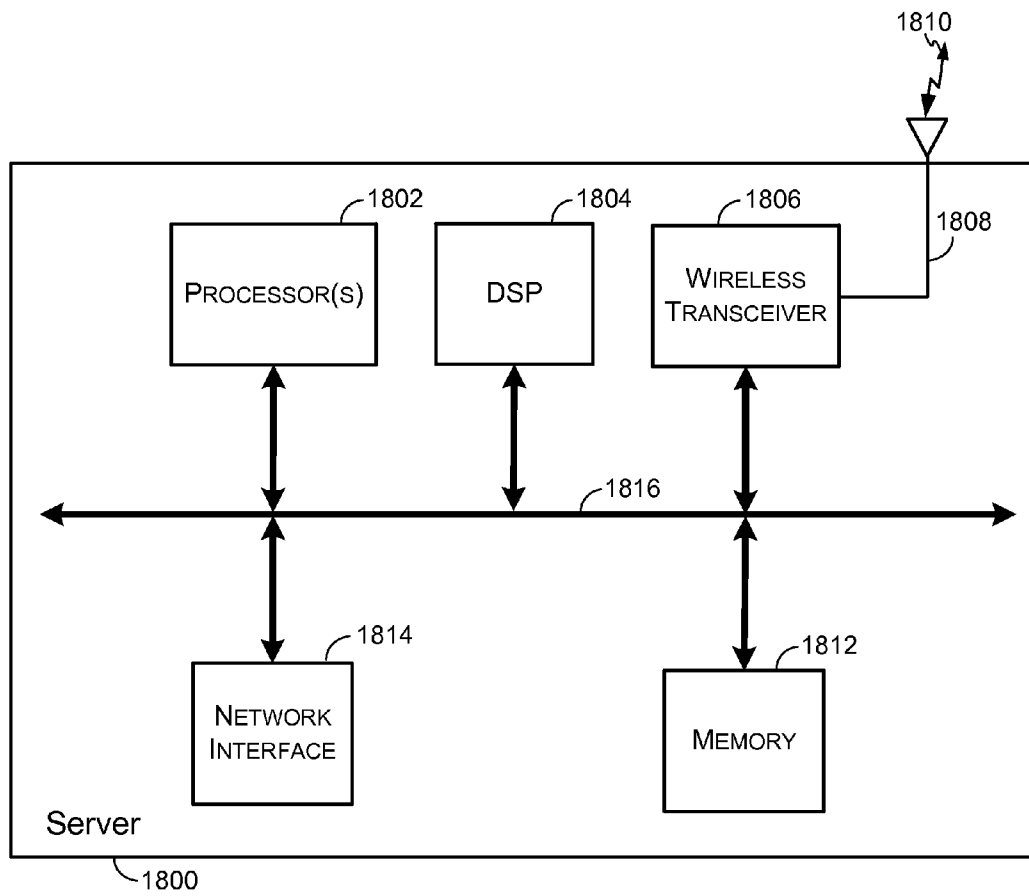 1810
1802
1804
1806
1808
PROCESSOR(S)
DSP
WIRELESS
TRANSCEIVER
1816
1814
1812
NETWORK
INTERFACE
MEMORY
Server
1800